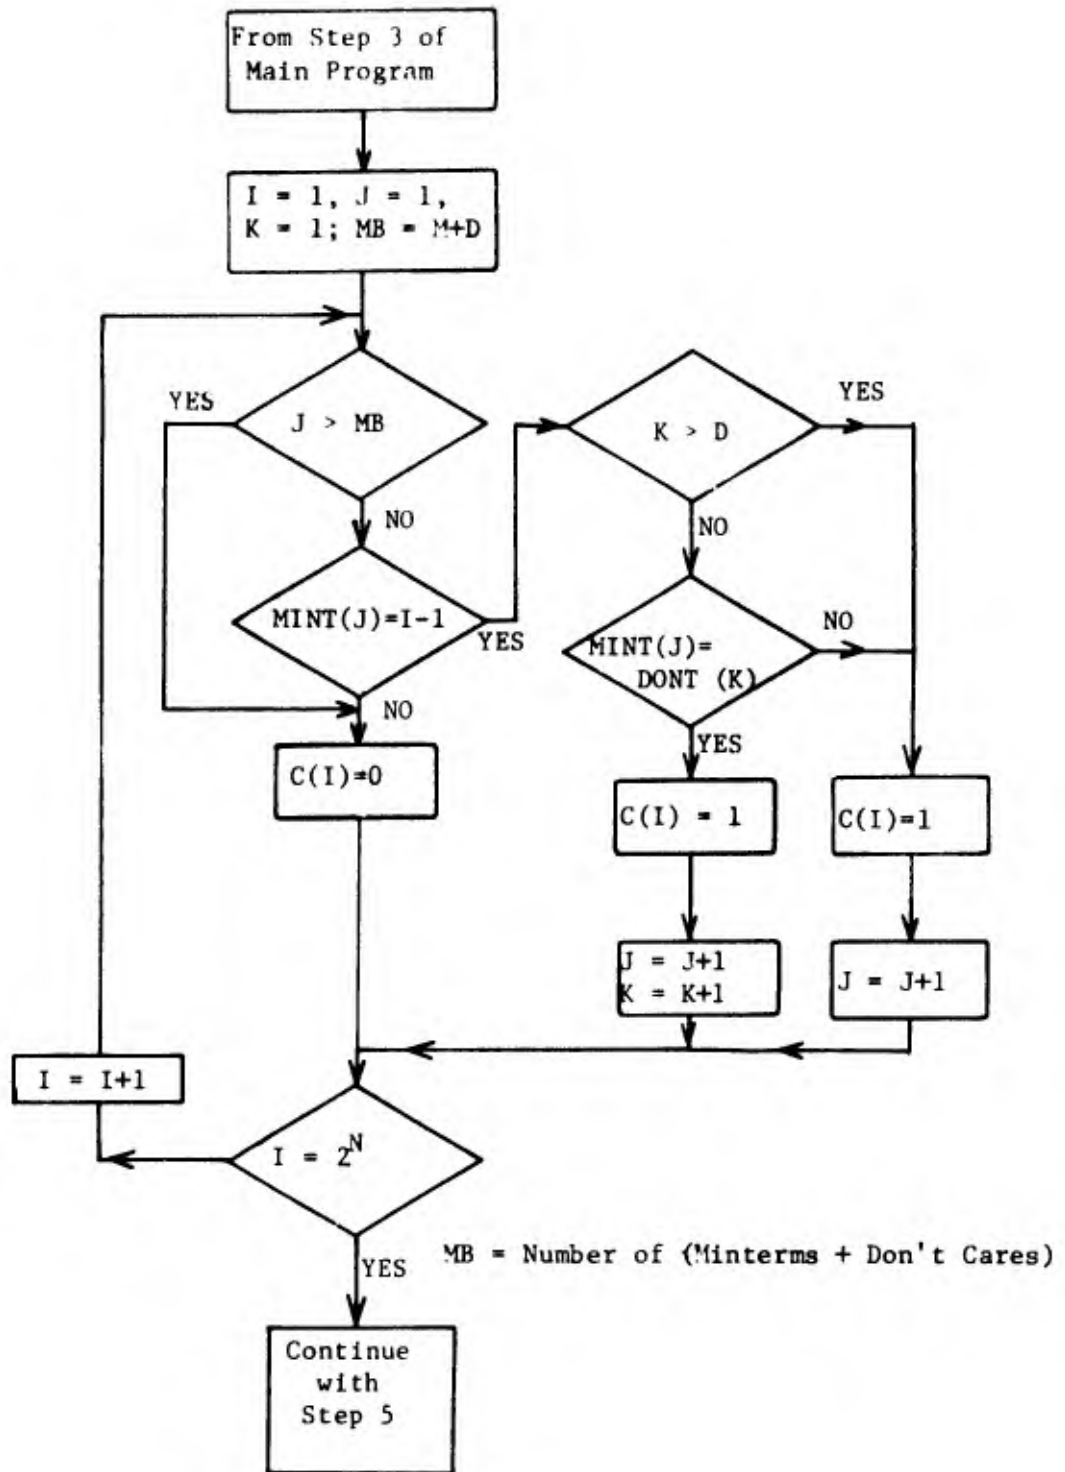 From Step 3 of
Main Program
I = 1, J = 1,
K = 1; MB = M+D
J > MB
YES
NO
MINT(J)=I-1
YES
NO
C(I)=0
K > D
YES
NO
MINT(J)=
DONT (K)
NO
YES
C(I) = 1
C(I)=1
J = J+1
K = K+1
J = J+1
I = I+1
I = 2^N
YES
MB = Number of (Minterms + Don't Cares)
Continue
with
Step 5